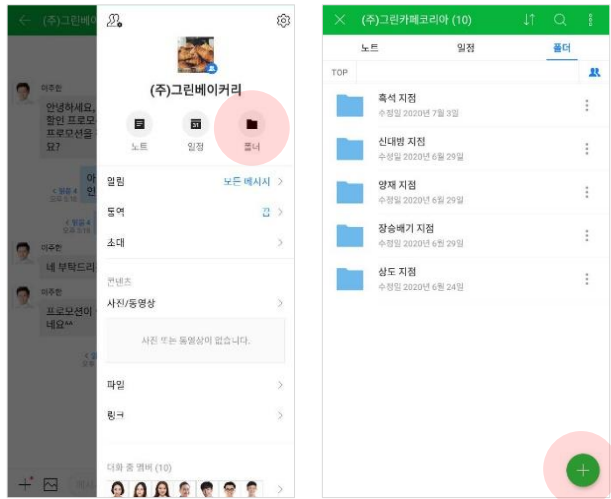 (주)그린베이
이주한
안녕하세요,
할인 프로모
프로모션을
요?
이주한
네 부탁드리
이주한
프로모션이
네요^^
(주)그린베이커리
노트
일정
폴더
알림
모든 메시지
통역
끔
초대
콘텐츠
사진/동영상
사진 또는 동영상이 없습니다.
파일
링크
대화 중 멤버 (10)
(주)그린카페코리아 (10)
노트
일정
폴더
TOP
흑석 지점
수정일 2020년 7월 3일
신대방 지점
수정일 2020년 6월 29일
양재 지점
수정일 2020년 6월 29일
장승배기 지점
수정일 2020년 6월 29일
상도 지점
수정일 2020년 6월 24일